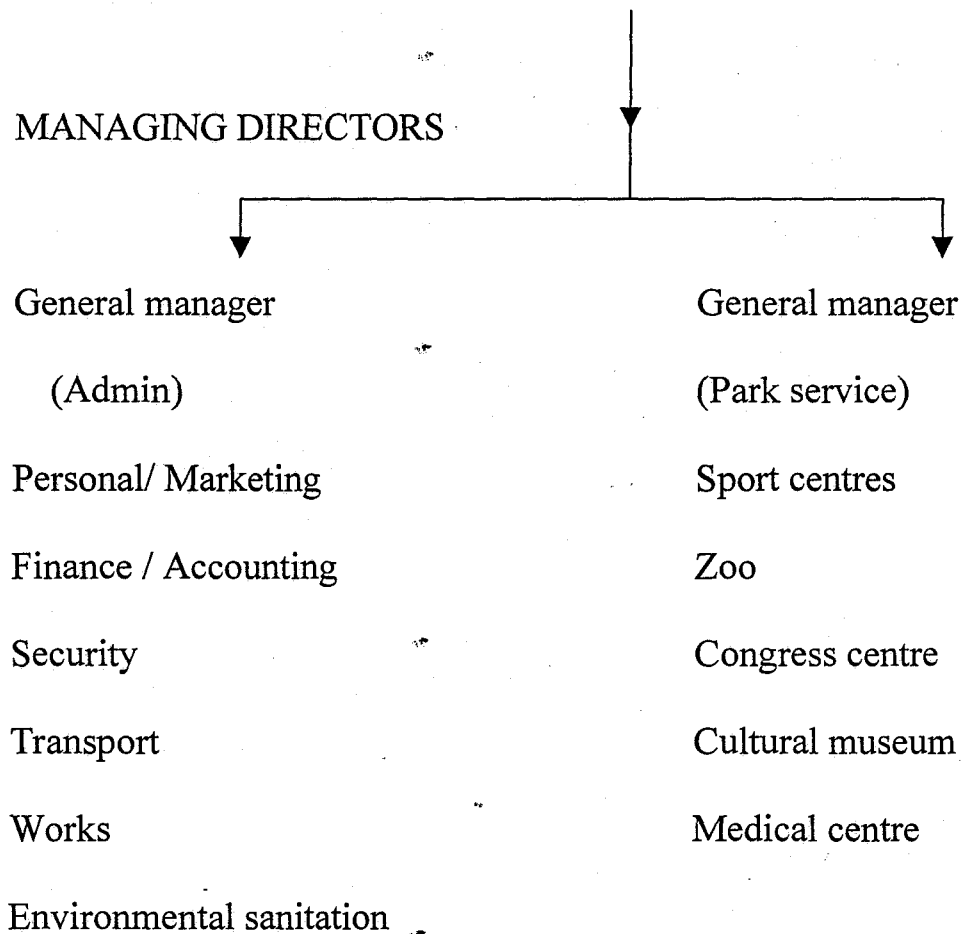 MANAGING DIRECTORS
General manager
(Admin)
Personal/ Marketing
Finance / Accounting
Security
Transport
Works
Environmental sanitation
General manager
(Park service)
Sport centres
Zoo
Congress centre
Cultural museum
Medical centre